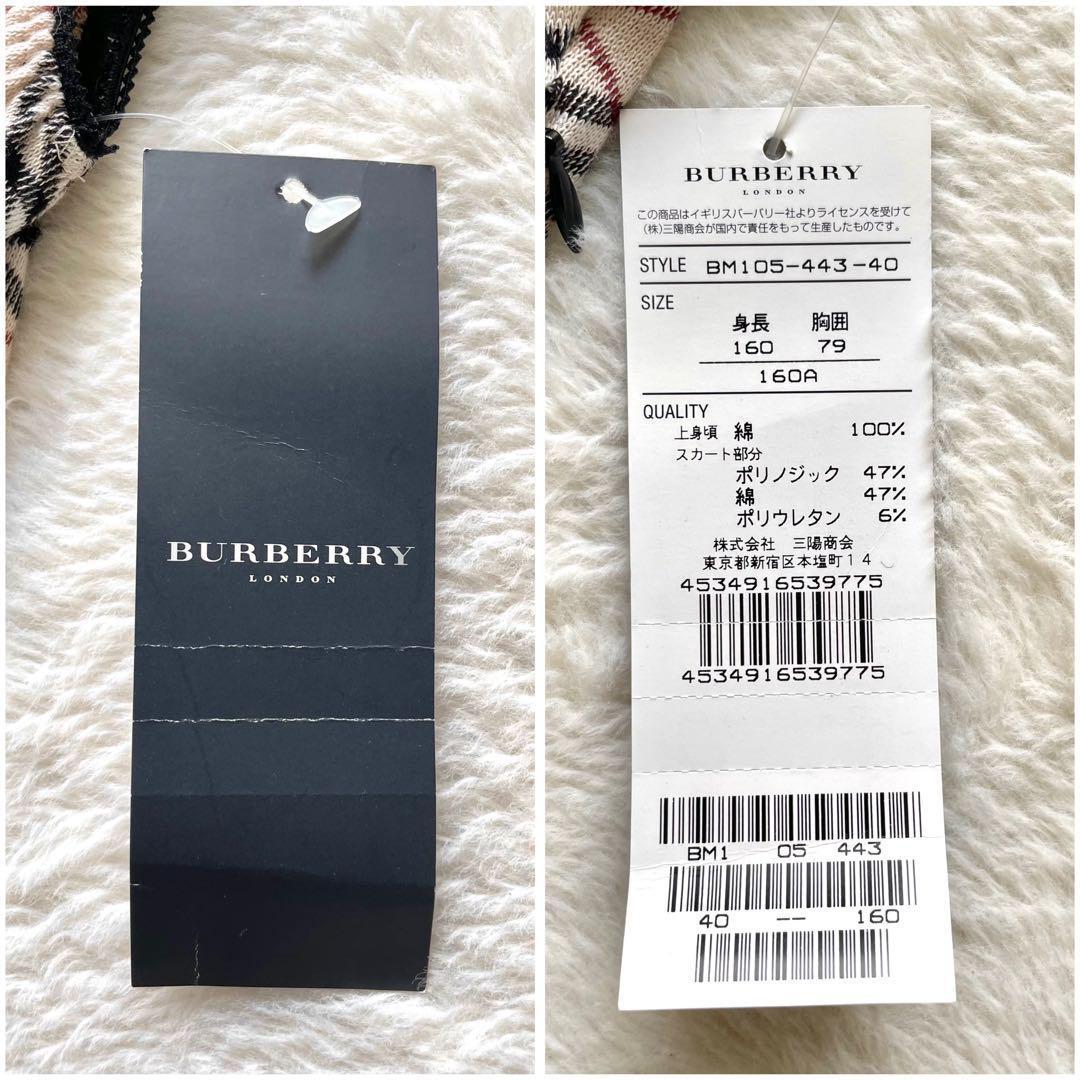 BURBERRY
LONDON
BURBERRY
LONDON
この商品はイギリスバーバリー社よりライセンスを受けて
(株)三陽商会が国内で責任をもって生産したものです。
STYLE BM105-443-40
SIZE
身長 胸囲
160 79
160A
QUALITY
上身頃 綿 100%
スカート部分
ポリノジック 47%
綿 47%
ポリウレタン 6%
株式会社 三陽商会
東京都新宿区本塩町14
4534916539775
4534916539775
BM1 05 443
40 -- 160